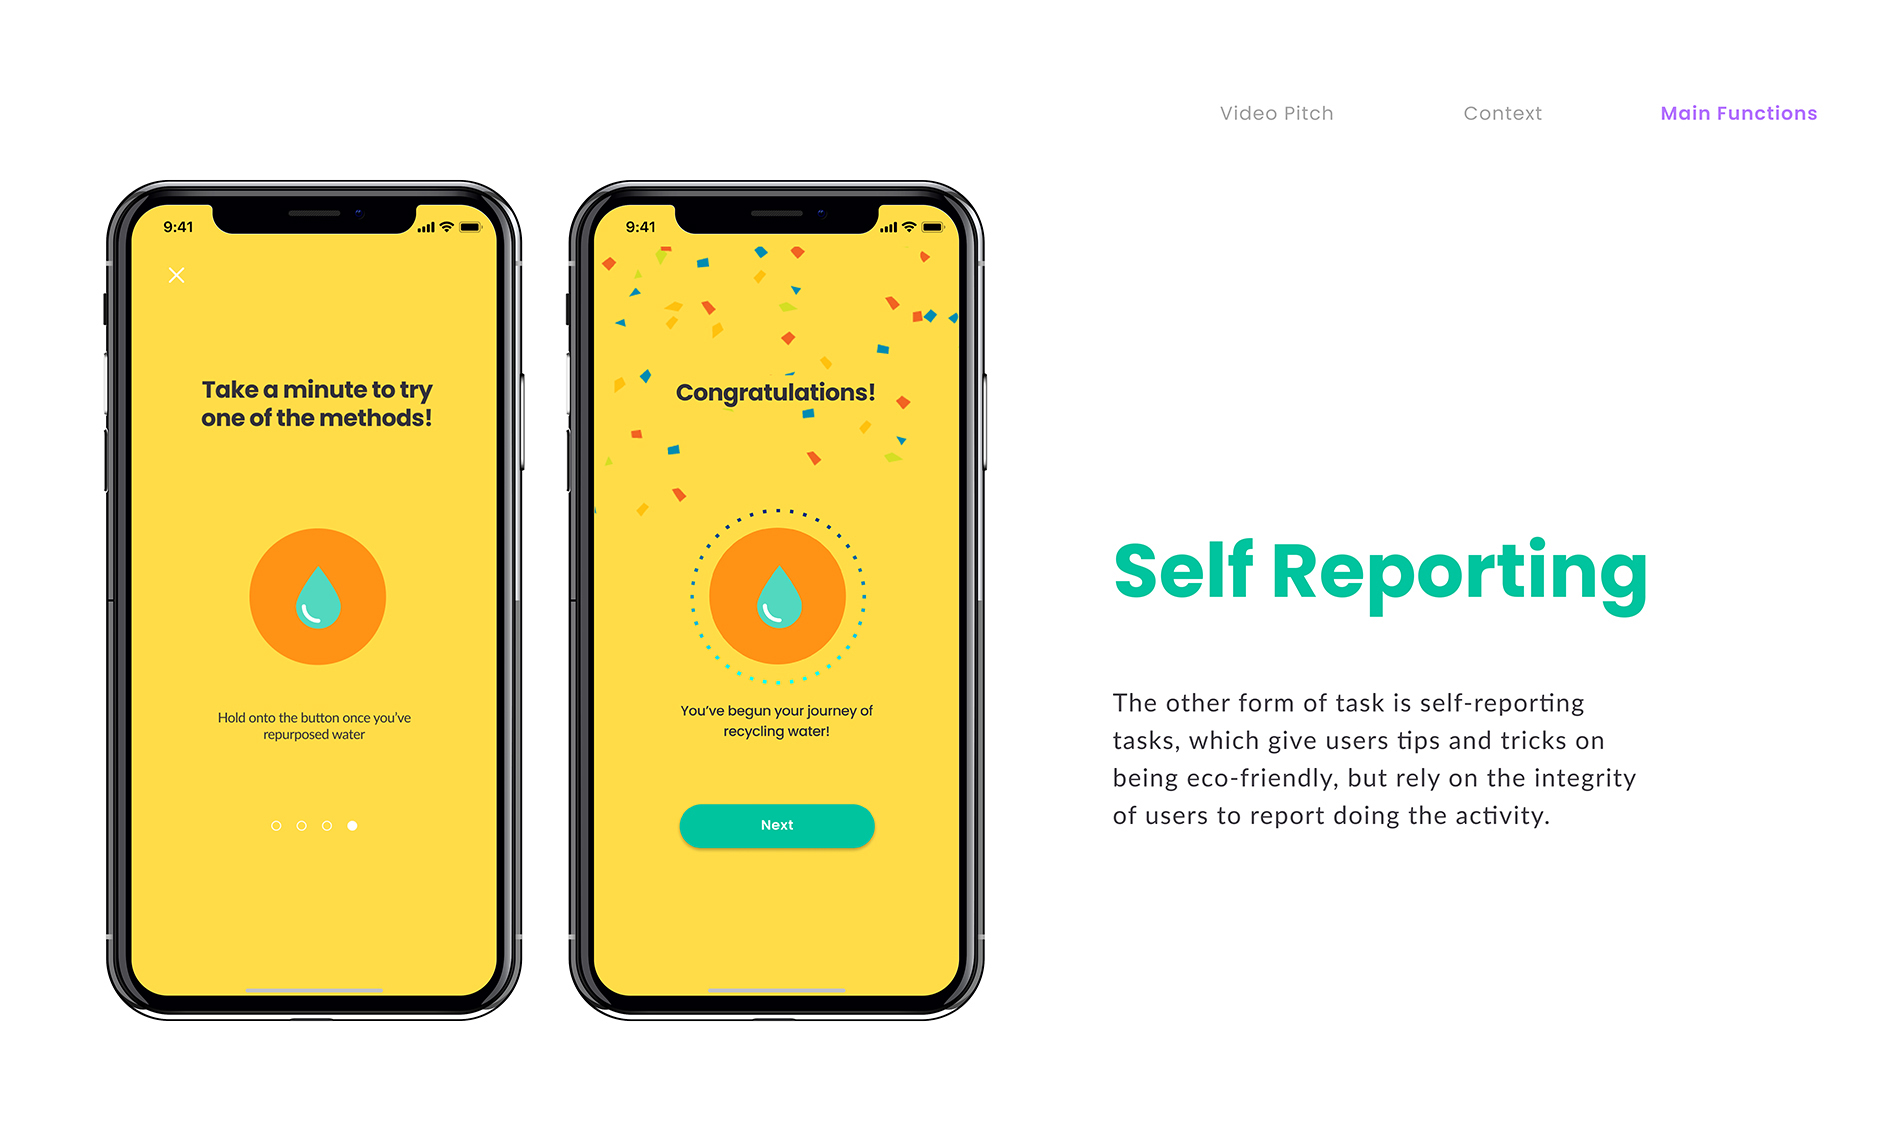 Video Pitch
Context
Main Functions
9:41
Take a minute to try
one of the methods!
Hold onto the button once you've
repurposed water
9:41
Congratulations!
You've begun your journey of
recycling water!
Next
Self Reporting
The other form of task is self-reporting
tasks, which give users tips and tricks on
being eco-friendly, but rely on the integrity
of users to report doing the activity.